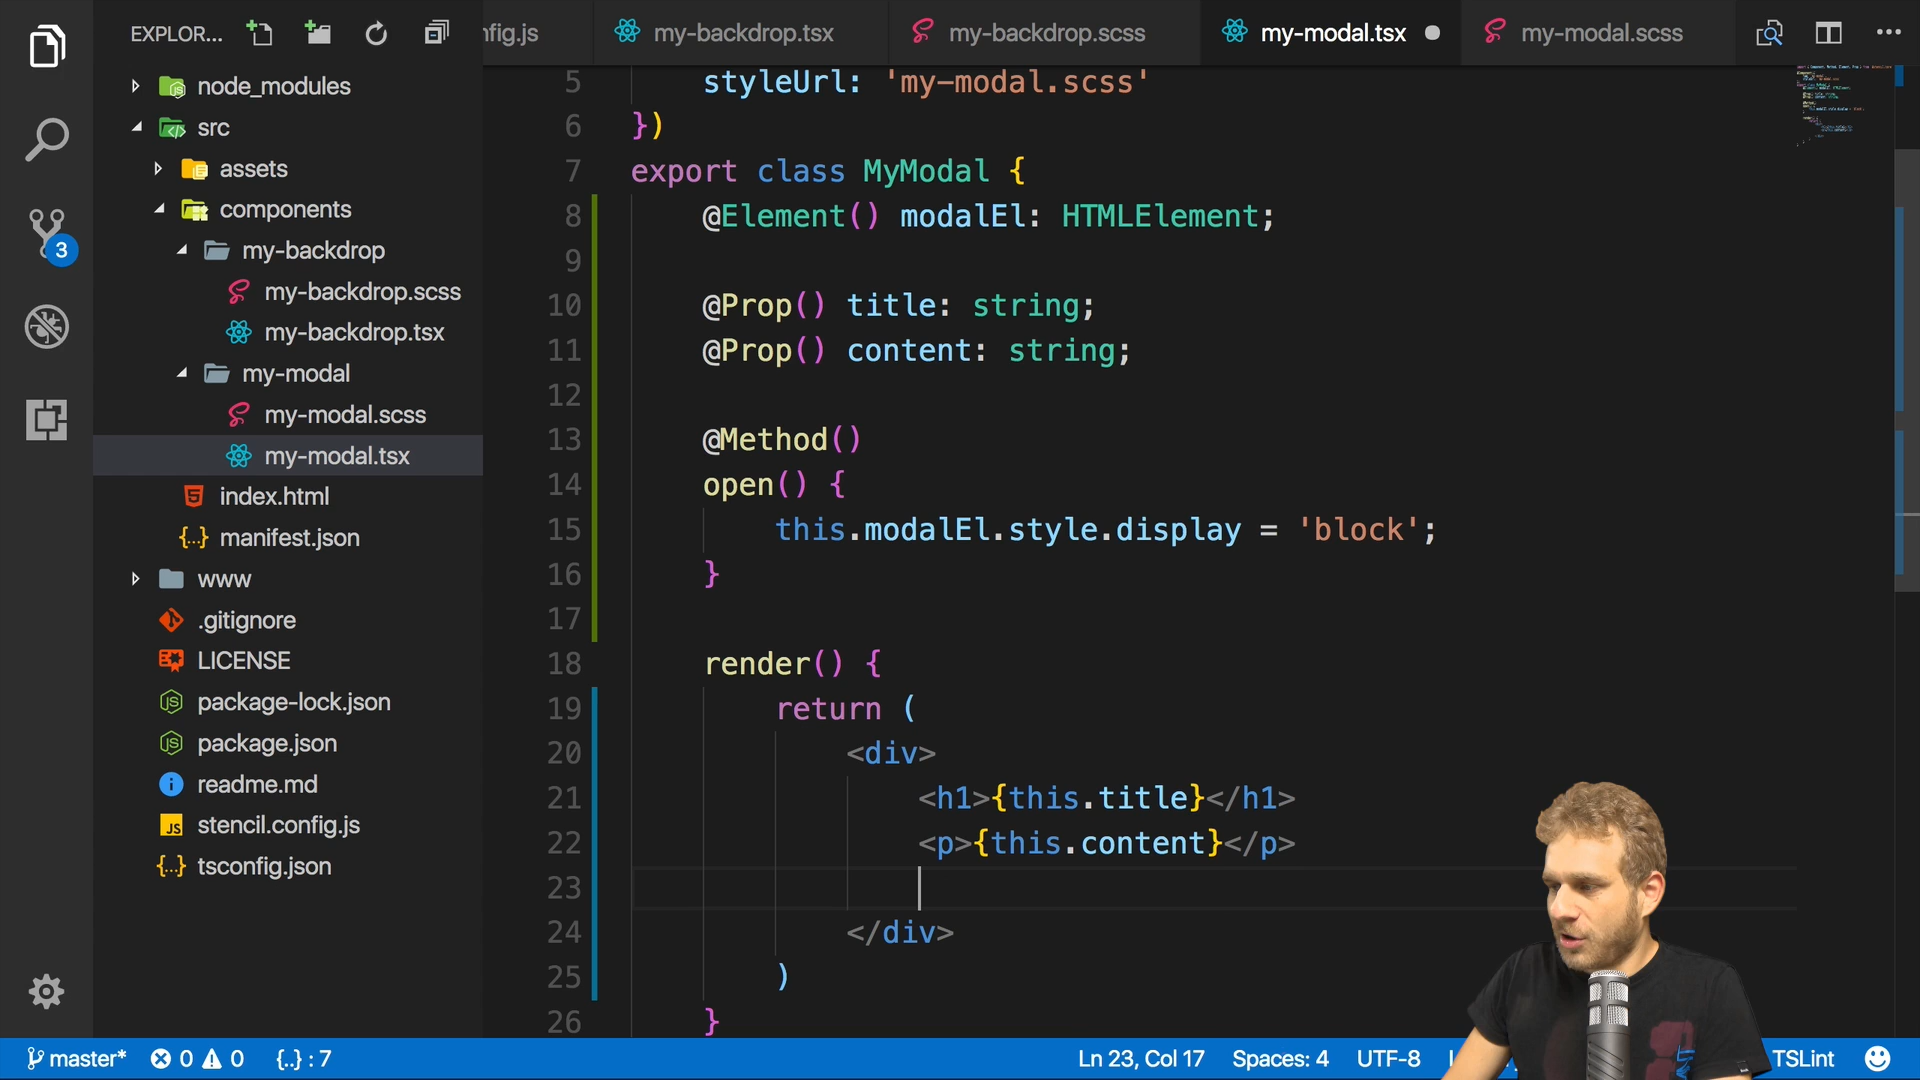 EXPLOR...
nfig.js
my-backdrop.tsx
my-backdrop.scss
my-modal.tsx
my-modal.scss
node_modules
src
assets
components
my-backdrop
my-backdrop.scss
my-backdrop.tsx
my-modal
my-modal.scss
my-modal.tsx
index.html
manifest.json
www
.gitignore
LICENSE
package-lock.json
package.json
readme.md
JS stencil.config.js
{..} tsconfig.json
3
5 styleUrl: 'my-modal.scss'
6 })
7 export class MyModal {
8 @Element() modalEl: HTMLElement;
9
10 @Prop() title: string;
11 @Prop() content: string;
12
13 @Method()
14 open() {
15 this.modalEl.style.display = 'block';
16 }
17
18 render() {
19 return (
20 <div>
21 <h1>{this.title}</h1>
22 <p>{this.content}</p>
23
24 </div>
25 )
26 }
master* 0 0 {..} : 7
Ln 23, Col 17 Spaces: 4 UTF-8 TSLint